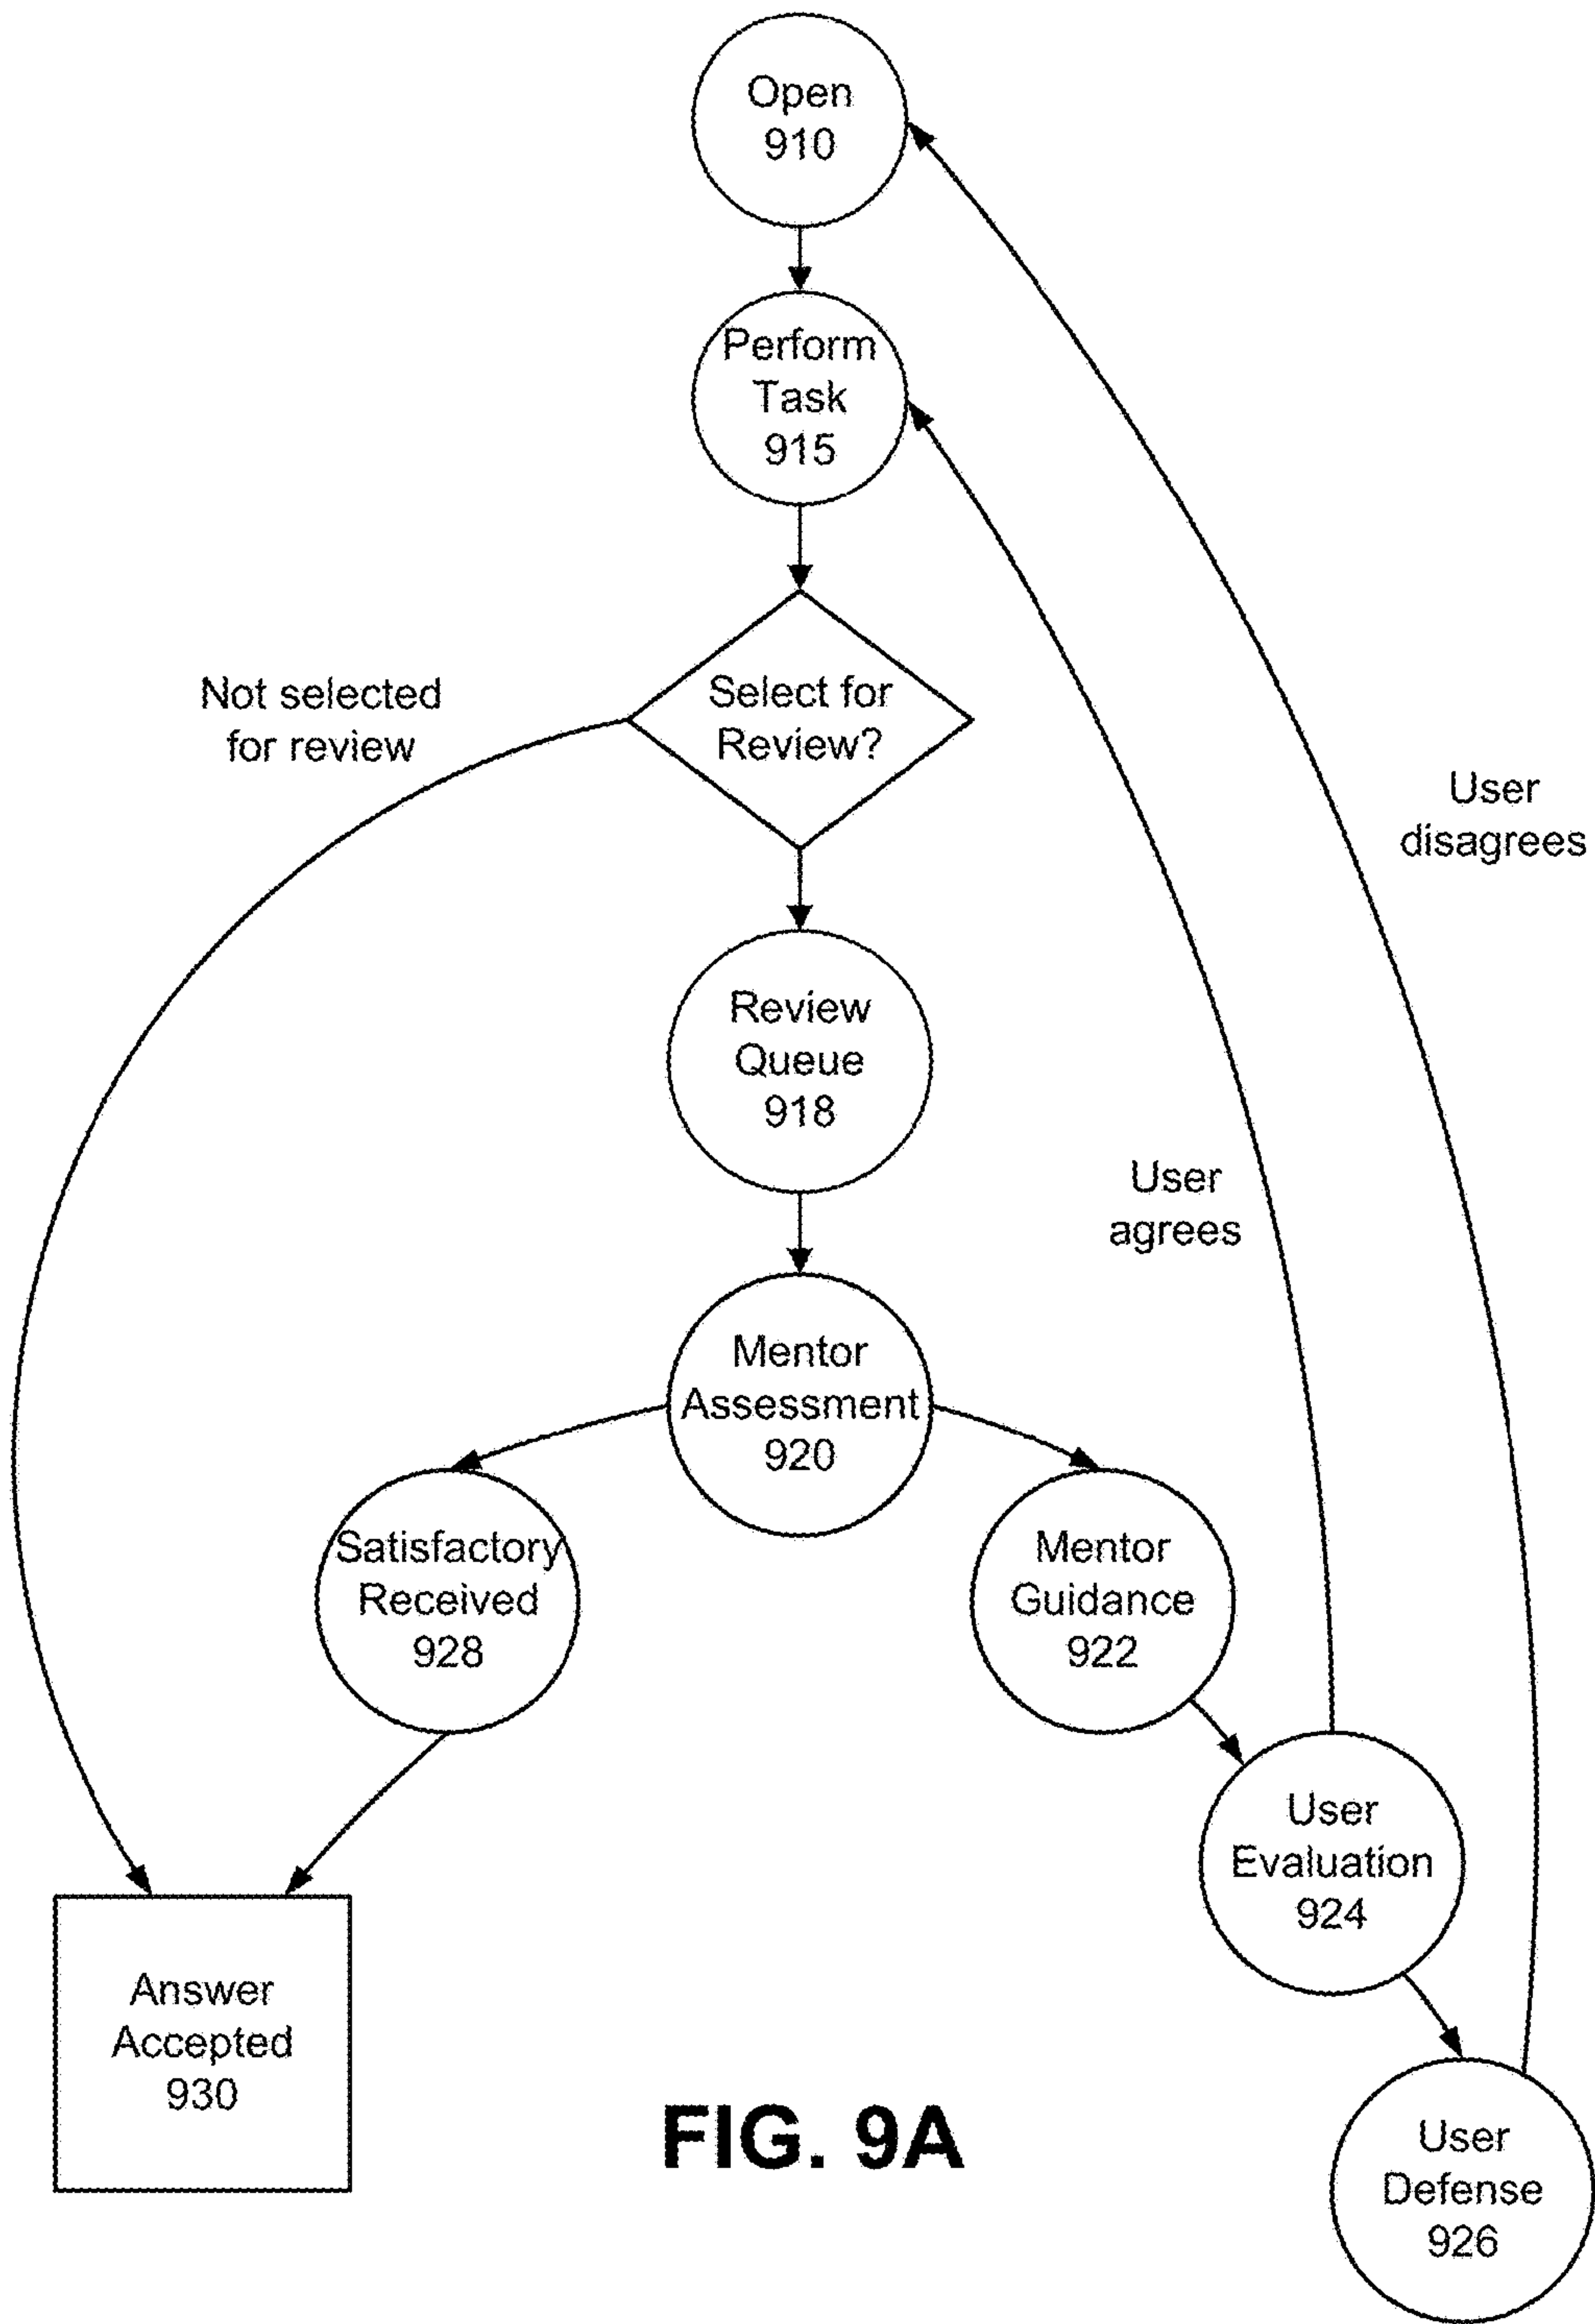 Open
910
Perform
Task
915
Not selected
for review
Select for
Review?
User
disagrees
Review
Queue
918
User
agrees
Mentor
Assessment
920
Satisfactory
Received
928
Mentor
Guidance
922
User
Evaluation
924
Answer
Accepted
930
User
Defense
926
FIG. 9A